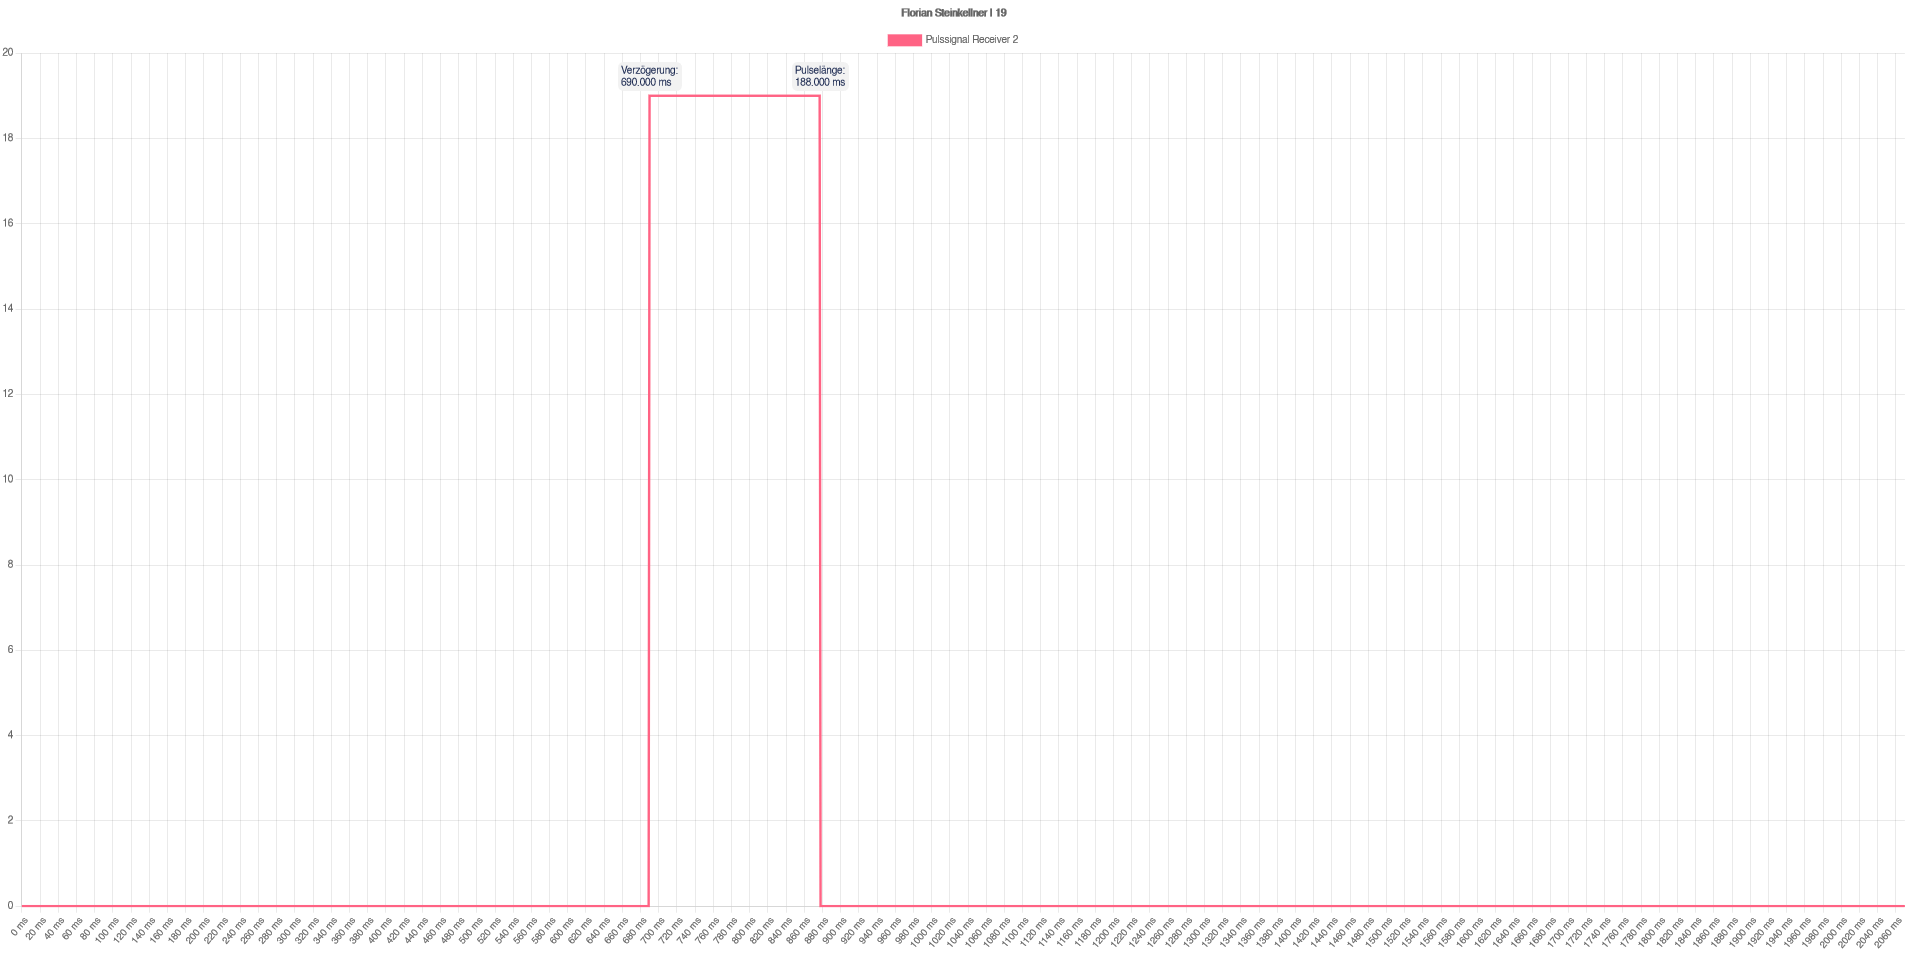 Florian Steinkellner | 19
Pulssignal Receiver 2
20
Verzögerung:
690.000 ms
Pulselänge:
188.000 ms
18
16
14
12
10
8
6
4
2
0
0 ms 20 ms 40 ms 60 ms 80 ms 100 ms 120 ms 140 ms 160 ms 180 ms 200 ms 220 ms 240 ms 260 ms 280 ms 300 ms 320 ms 340 ms 360 ms 380 ms 400 ms 420 ms 440 ms 460 ms 480 ms 500 ms 520 ms 540 ms 560 ms 580 ms 600 ms 620 ms 640 ms 660 ms 680 ms 700 ms 720 ms 740 ms 760 ms 780 ms 800 ms 820 ms 840 ms 860 ms 880 ms 900 ms 920 ms 940 ms 960 ms 980 ms 1000 ms 1020 ms 1040 ms 1060 ms 1080 ms 1100 ms 1120 ms 1140 ms 1160 ms 1180 ms 1200 ms 1220 ms 1240 ms 1260 ms 1280 ms 1300 ms 1320 ms 1340 ms 1360 ms 1380 ms 1400 ms 1420 ms 1440 ms 1460 ms 1480 ms 1500 ms 1520 ms 1540 ms 1560 ms 1580 ms 1600 ms 1620 ms 1640 ms 1660 ms 1680 ms 1700 ms 1720 ms 1740 ms 1760 ms 1780 ms 1800 ms 1820 ms 1840 ms 1860 ms 1880 ms 1900 ms 1920 ms 1940 ms 1960 ms 1980 ms 2000 ms 2020 ms 2040 ms 2060 ms